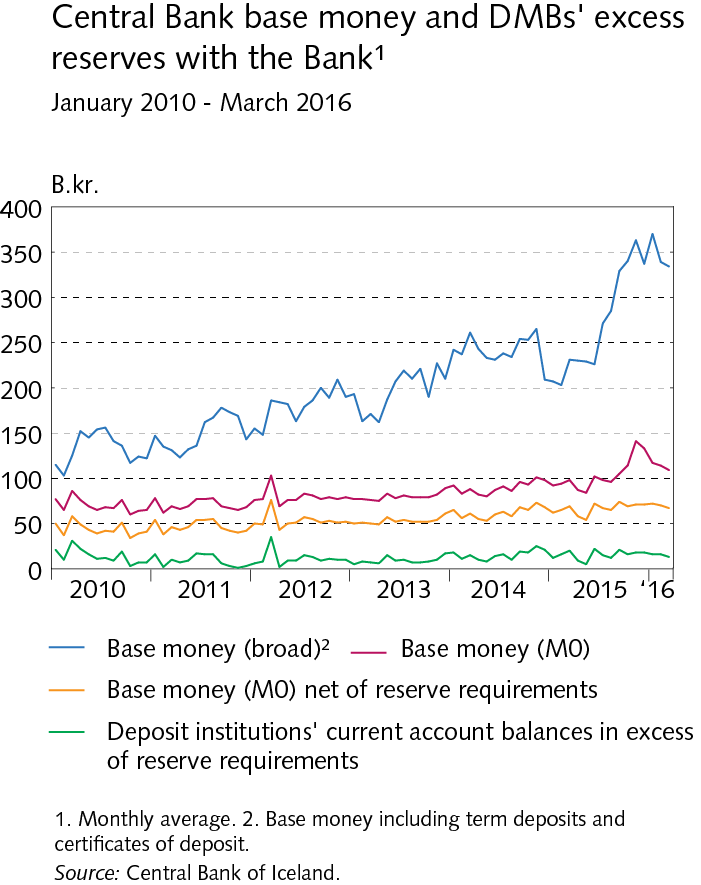 Central Bank base money and DMBs' excess
reserves with the Bank¹
January 2010 - March 2016
B.kr.
400
350
300
250
200
150
100
50
0
2010 2011 2012 2013 2014 2015 '16
Base money (broad)² Base money (M0)
Base money (M0) net of reserve requirements
Deposit institutions' current account balances in excess
of reserve requirements
1. Monthly average. 2. Base money including term deposits and
certificates of deposit.
Source: Central Bank of Iceland.